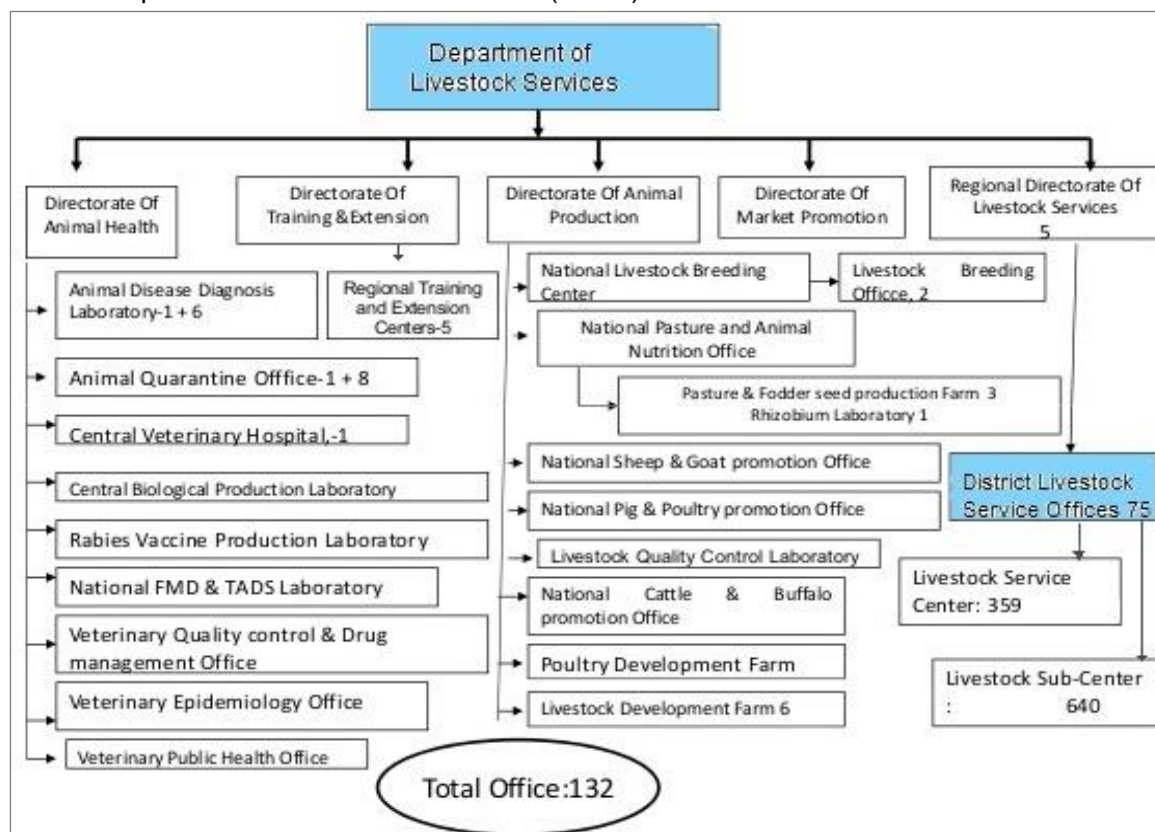 Department of
Livestock Services
Directorate Of
Animal Health
Directorate Of
Training &Extension
Directorate Of Animal
Production
Directorate Of
Market Promotion
Regional Directorate Of
Livestock Services
5
Animal Disease Diagnosis
Laboratory-1 + 6
Animal Quarantine Offfice-1 + 8
Central Veterinary Hospital,-1
Central Biological Production Laboratory
Rabies Vaccine Production Laboratory
National FMD & TADS Laboratory
Veterinary Quality control & Drug
management Office
Veterinary Epidemiology Office
Veterinary Public Health Office
Regional Training
and Extension
Centers-5
National Livestock Breeding
Center
Livestock Breeding
Officce, 2
National Pasture and Animal
Nutrition Office
Pasture & Fodder seed production Farm 3
Rhizobium Laboratory 1
National Sheep & Goat promotion Office
National Pig & Poultry promotion Office
Livestock Quality Control Laboratory
National Cattle & Buffalo
promotion Office
Poultry Development Farm
Livestock Development Farm 6
District Livestock
Service Offices 75
Livestock Service
Center: 359
Livestock Sub-Center
: 640
Total Office:132